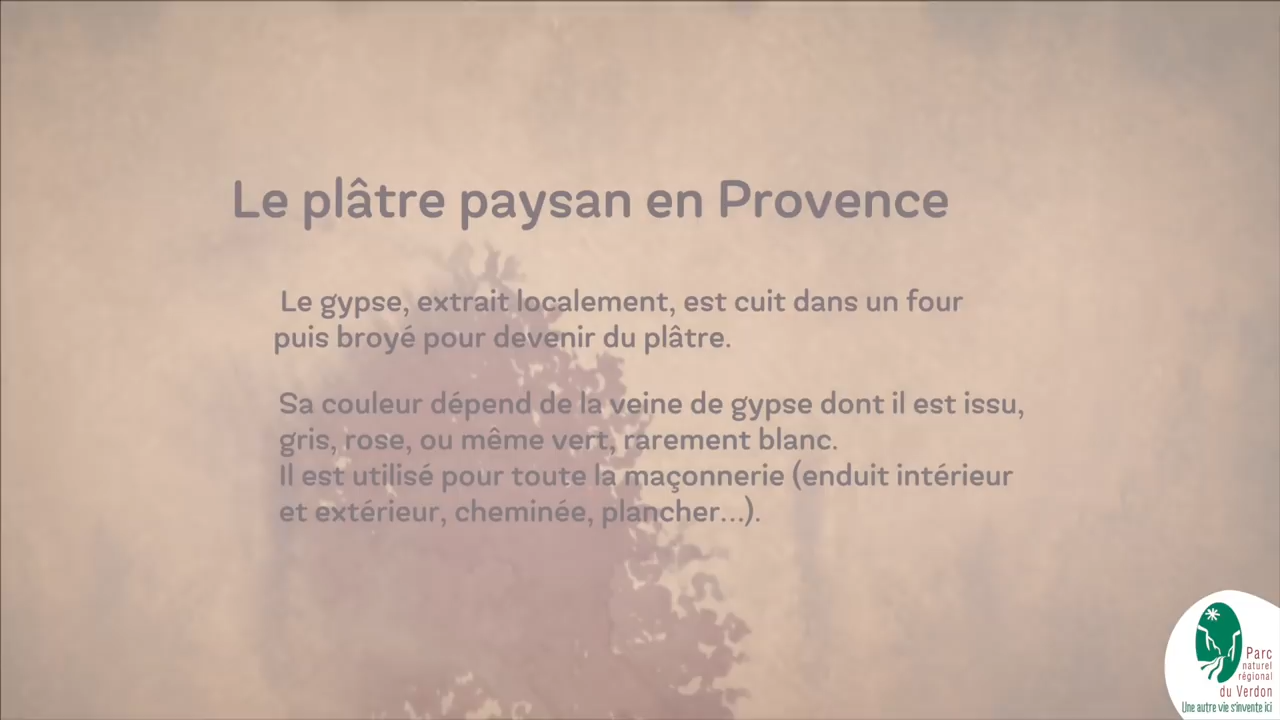 Le plâtre paysan en Provence
Le gypse, extrait localement, est cuit dans un four
puis broyé pour devenir du plâtre.
Sa couleur dépend de la veine de gypse dont il est issu,
gris, rose, ou même vert, rarement blanc.
Il est utilisé pour toute la maçonnerie (enduit intérieur
et extérieur, cheminée, plancher...).
Parc
naturel
régional
du Verdon
Une autre vie s'invente ici